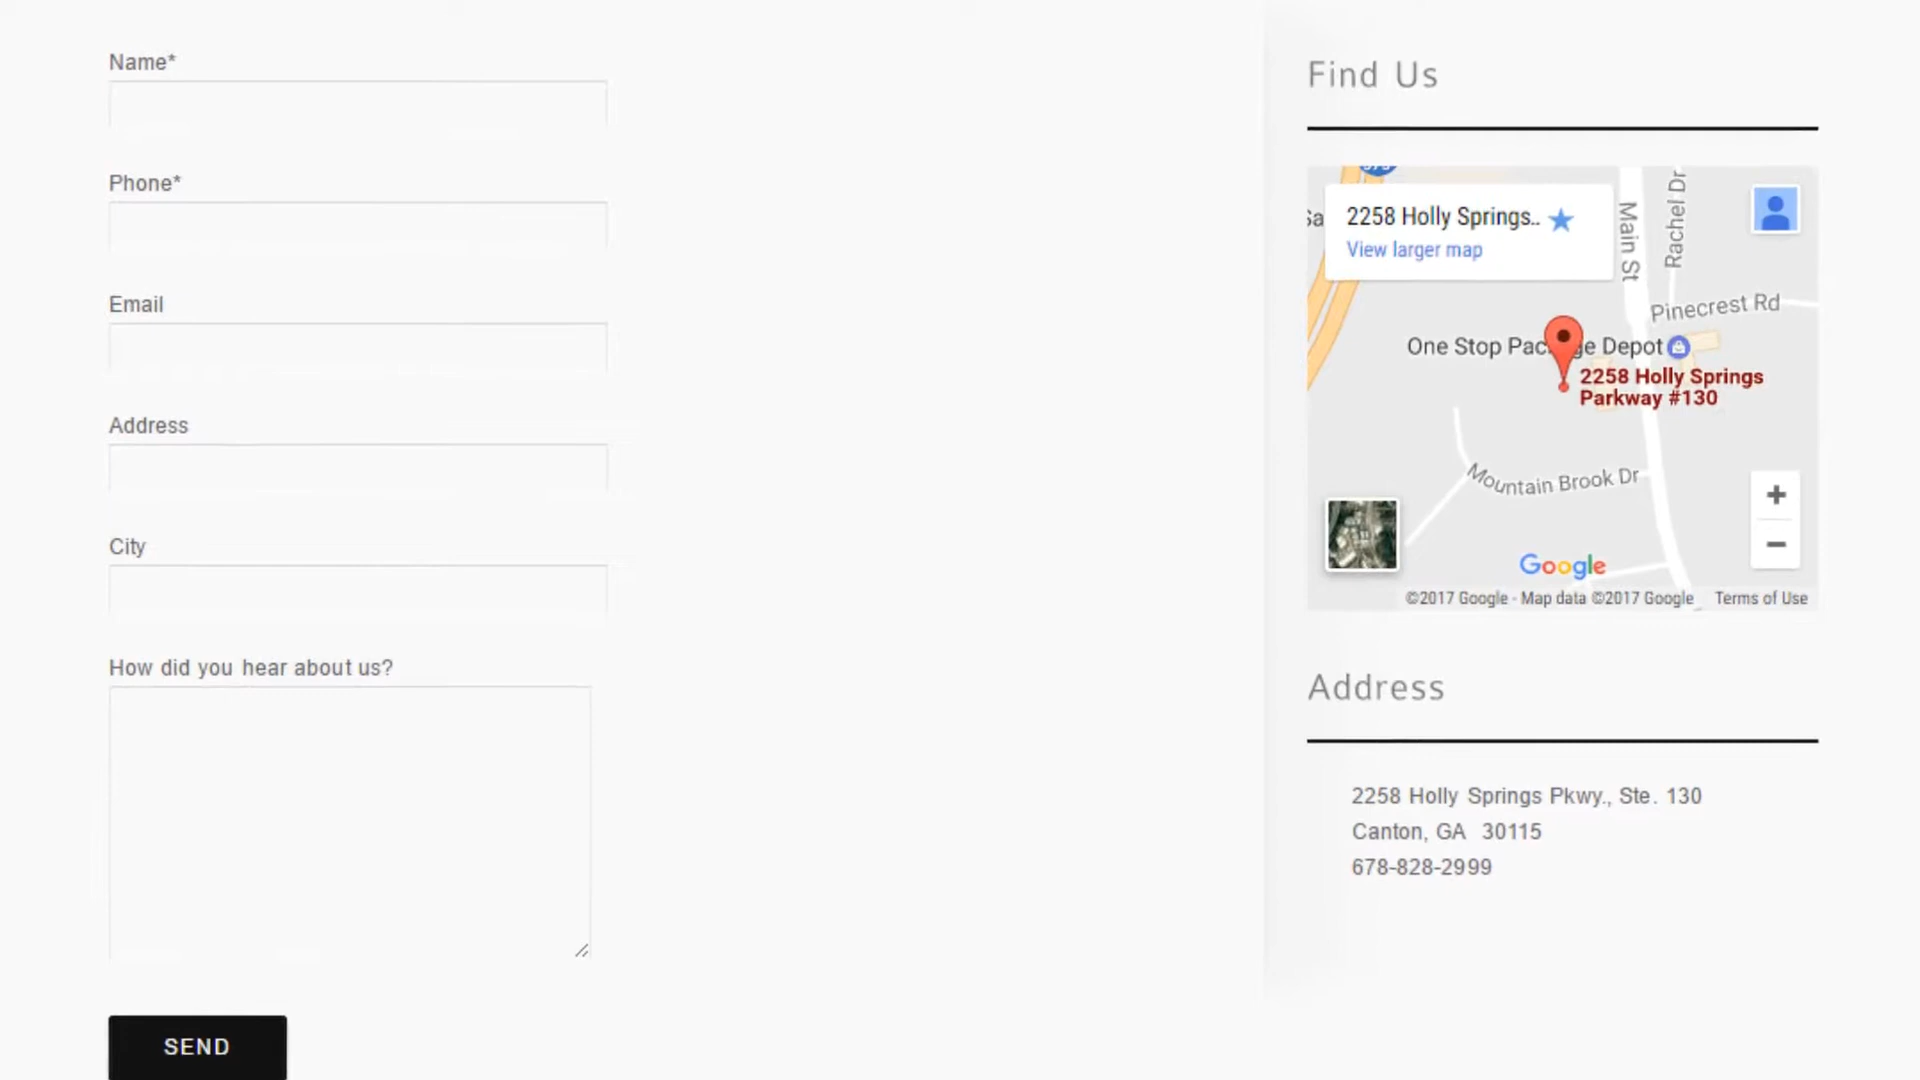 Name*
Phone*
Email
Address
City
How did you hear about us?
SEND
Find Us
2258 Holly Springs..
View larger map
Main St
Rachel Dr
Pinecrest Rd
One Stop Depot
2258 Holly Springs
Parkway #130
Mountain Brook Dr
Google
©2017 Google - Map data ©2017 Google
Terms of Use
Address
2258 Holly Springs Pkwy., Ste. 130
Canton, GA 30115
678-828-2999